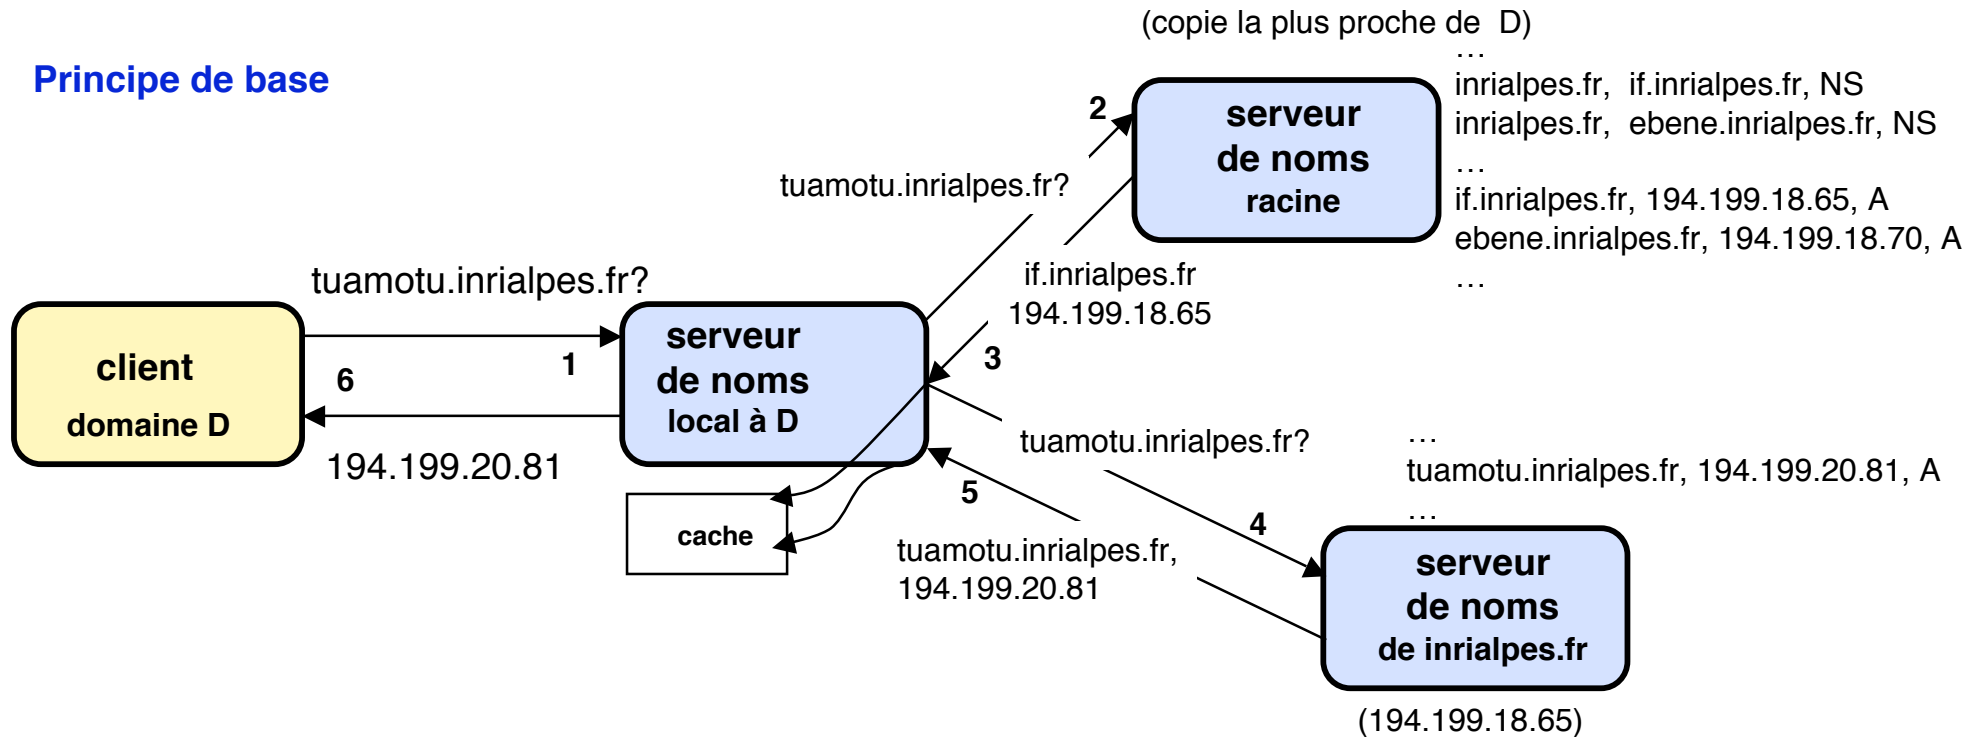 (copie la plus proche de D)
Principe de base
…
inrialpes.fr, if.inrialpes.fr, NS
inrialpes.fr, ebene.inrialpes.fr, NS
…
if.inrialpes.fr, 194.199.18.65, A
ebene.inrialpes.fr, 194.199.18.70, A
…
2
serveur
de noms
racine
tuamotu.inrialpes.fr?
if.inrialpes.fr
194.199.18.65
3
tuamotu.inrialpes.fr?
1
client
domaine D
6
194.199.20.81
serveur
de noms
local à D
cache
tuamotu.inrialpes.fr?
4
5
tuamotu.inrialpes.fr,
194.199.20.81
…
tuamotu.inrialpes.fr, 194.199.20.81, A
…
serveur
de noms
de inrialpes.fr
(194.199.18.65)